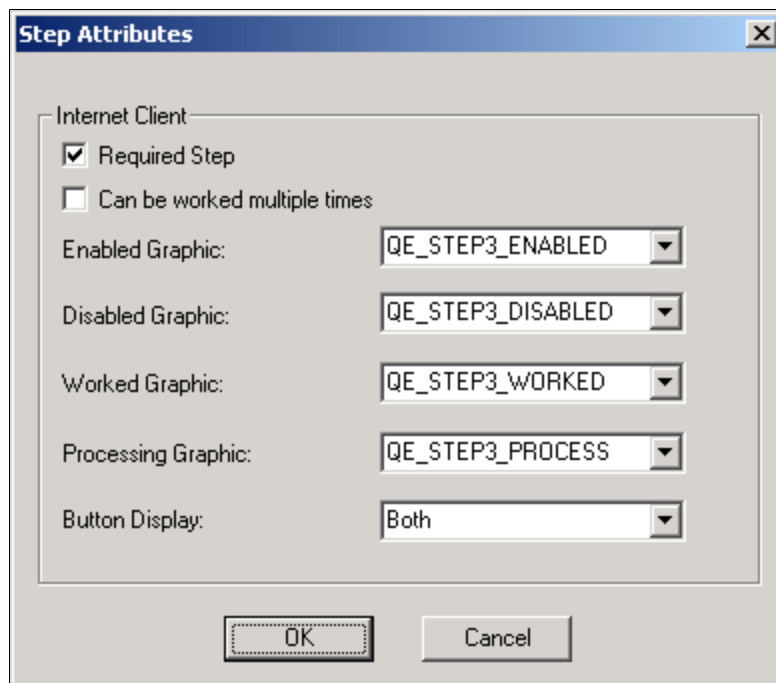 Step Attributes
Internet Client
Required Step
Can be worked multiple times
Enabled Graphic: QE_STEP3_ENABLED
Disabled Graphic: QE_STEP3_DISABLED
Worked Graphic: QE_STEP3_WORKED
Processing Graphic: QE_STEP3_PROCESS
Button Display: Both
OK Cancel